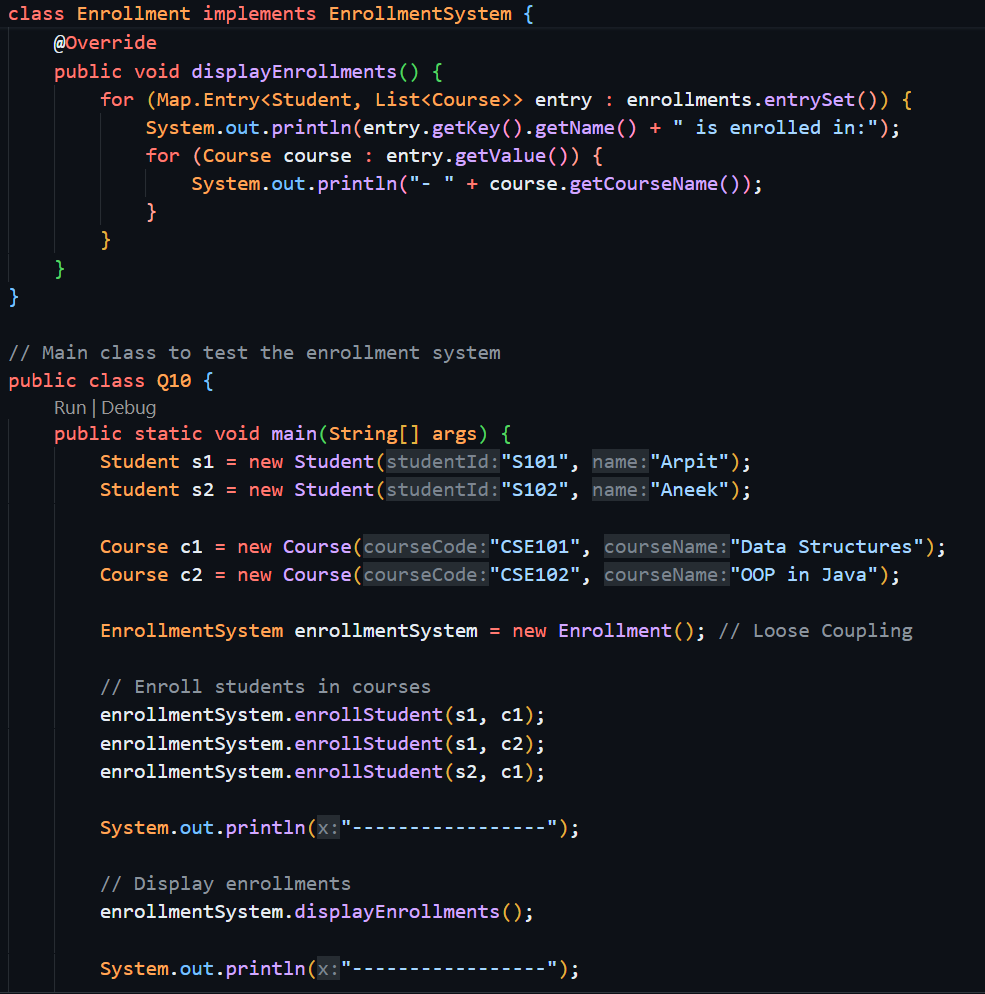 class Enrollment implements EnrollmentSystem {
    @Override
    public void displayEnrollments() {
        for (Map.Entry<Student, List<Course>> entry : enrollments.entrySet()) {
            System.out.println(entry.getKey().getName() + " is enrolled in:");
            for (Course course : entry.getValue()) {
                System.out.println("- " + course.getCourseName());
            }
        }
    }
}

// Main class to test the enrollment system
public class Q10 {
    Run | Debug
    public static void main(String[] args) {
        Student s1 = new Student(studentId:"S101", name:"Arpit");
        Student s2 = new Student(studentId:"S102", name:"Aneek");

        Course c1 = new Course(courseCode:"CSE101", courseName:"Data Structures");
        Course c2 = new Course(courseCode:"CSE102", courseName:"OOP in Java");

        EnrollmentSystem enrollmentSystem = new Enrollment(); // Loose Coupling

        // Enroll students in courses
        enrollmentSystem.enrollStudent(s1, c1);
        enrollmentSystem.enrollStudent(s1, c2);
        enrollmentSystem.enrollStudent(s2, c1);

        System.out.println(x:"-----------------");

        // Display enrollments
        enrollmentSystem.displayEnrollments();

        System.out.println(x:"-----------------");